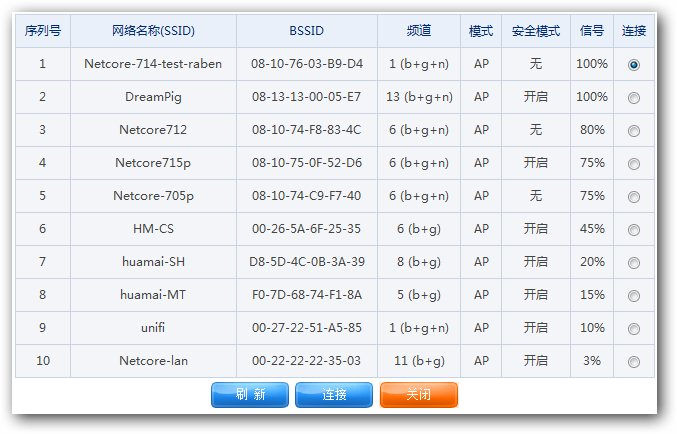 序列号 网络名称(SSID) BSSID 频道 模式 安全模式 信号 连接
1 Netcore-714-test-raben 08-10-76-03-B9-D4 1 (b+g+n) AP 无 100%
2 DreamPig 08-13-13-00-05-E7 13 (b+g+n) AP 开启 100%
3 Netcore712 08-10-74-F8-83-4C 6 (b+g+n) AP 无 80%
4 Netcore715p 08-10-75-0F-52-D6 6 (b+g+n) AP 开启 75%
5 Netcore-705p 08-10-74-C9-F7-40 6 (b+g+n) AP 无 75%
6 HM-CS 00-26-5A-6F-25-35 6 (b+g) AP 开启 45%
7 huamai-SH D8-5D-4C-0B-3A-39 8 (b+g) AP 开启 20%
8 huamai-MT F0-7D-68-74-F1-8A 5 (b+g) AP 开启 15%
9 unifi 00-27-22-51-A5-85 1 (b+g+n) AP 开启 10%
10 Netcore-lan 00-22-22-22-35-03 11 (b+g) AP 开启 3%
刷 新 连接 关闭